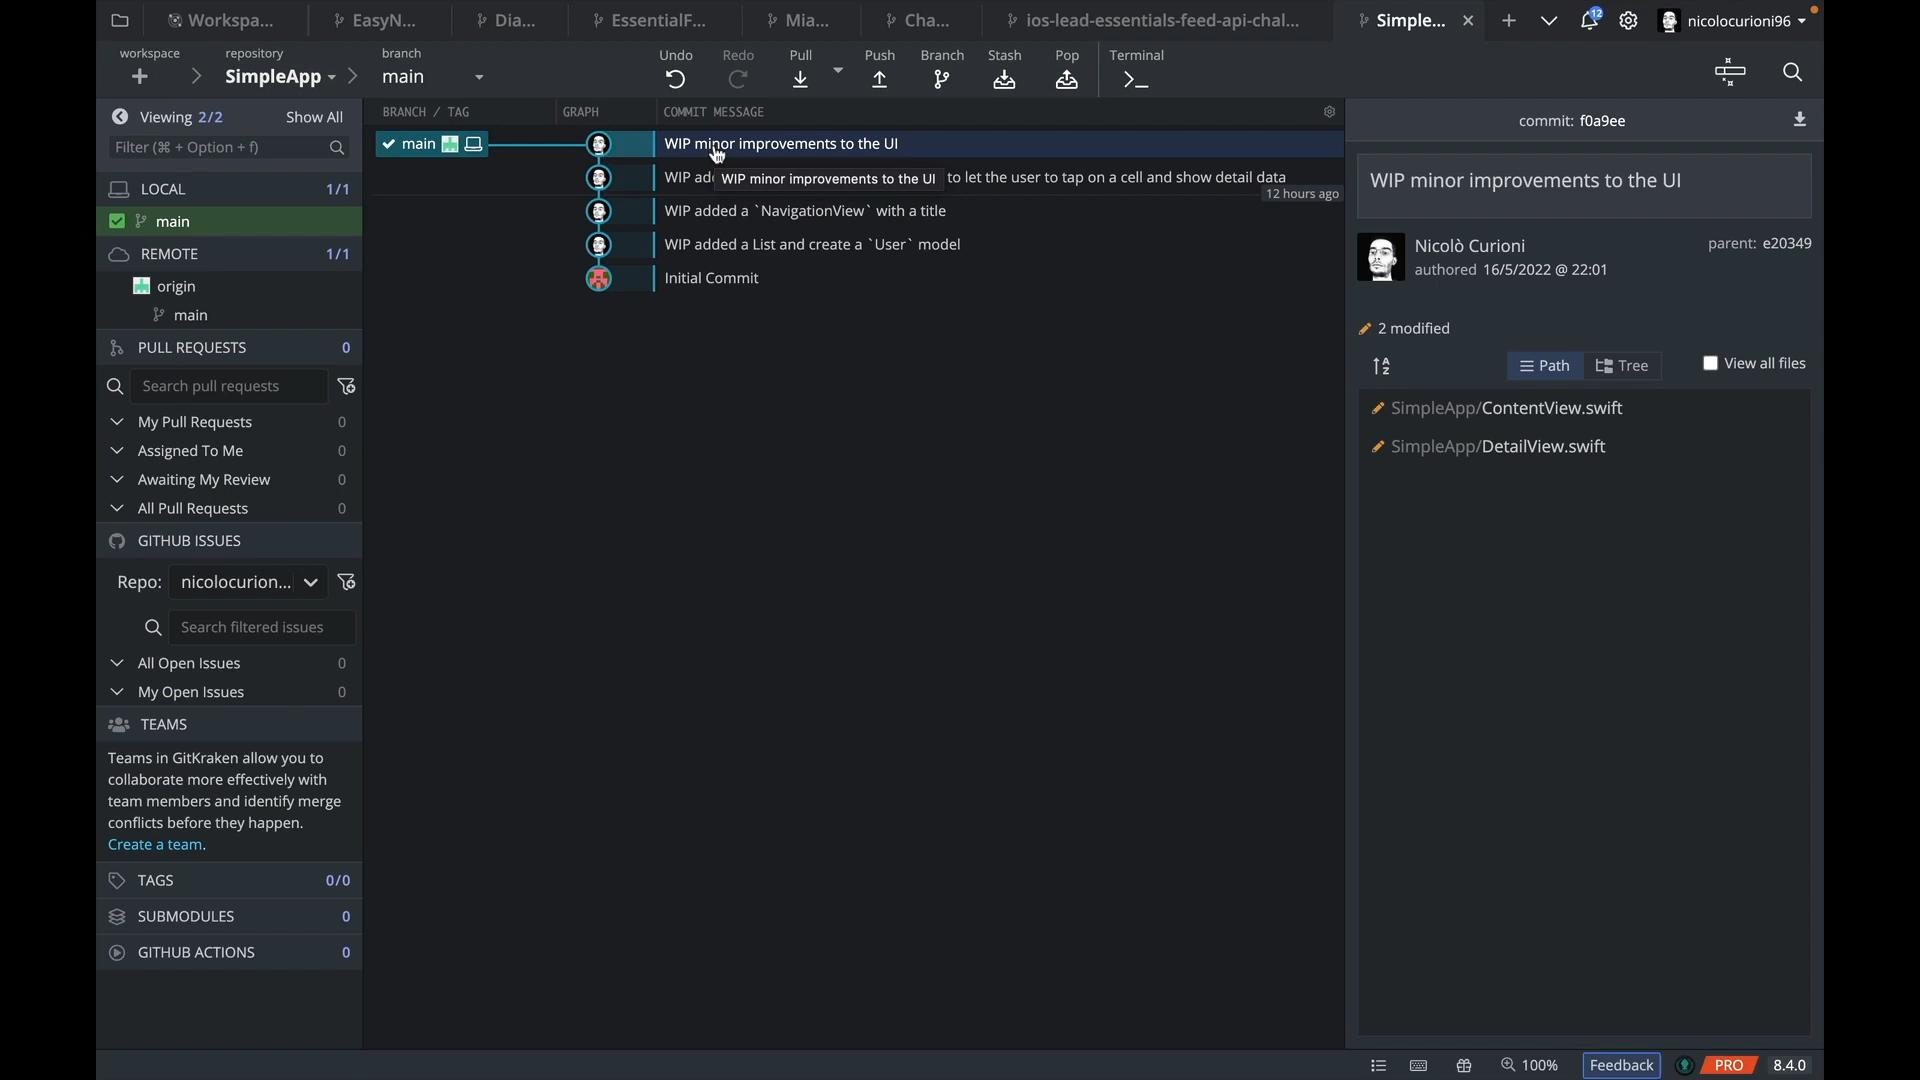 Workspa...
EasyN...
Dia...
EssentialF...
Mia...
Cha...
ios-lead-essentials-feed-api-chal...
Simple...
12
nicolocurioni96
workspace
repository
SimpleApp
branch
main
Undo
Redo
Pull
Push
Branch
Stash
Pop
Terminal
Viewing 2/2
Show All
Filter (⌘ + Option + f)
LOCAL 1/1
main
REMOTE 1/1
origin
main
PULL REQUESTS 0
Search pull requests
My Pull Requests 0
Assigned To Me 0
Awaiting My Review 0
All Pull Requests 0
GITHUB ISSUES
Repo: nicolocurion...
Search filtered issues
All Open Issues 0
My Open Issues 0
TEAMS
Teams in GitKraken allow you to
collaborate more effectively with
team members and identify merge
conflicts before they happen.
Create a team.
TAGS 0/0
SUBMODULES 0
GITHUB ACTIONS 0
BRANCH / TAG GRAPH COMMIT MESSAGE
main WIP minor improvements to the UI
WIP add to let the user to tap on a cell and show detail data
WIP minor improvements to the UI
12 hours ago
WIP added a `NavigationView` with a title
WIP added a List and create a `User` model
Initial Commit
commit: f0a9ee
WIP minor improvements to the UI
Nicolò Curioni
parent: e20349
authored 16/5/2022 @ 22:01
2 modified
Path
Tree
View all files
SimpleApp/ContentView.swift
SimpleApp/DetailView.swift
100%
Feedback
PRO
8.4.0